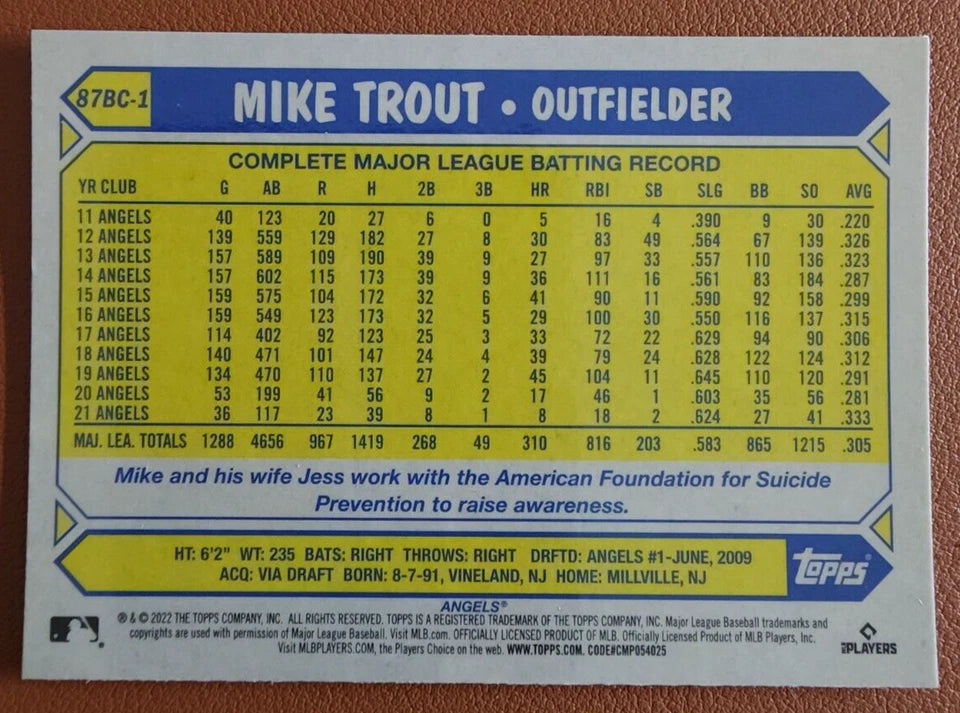 87BC-1
MIKE TROUT • OUTFIELDER
COMPLETE MAJOR LEAGUE BATTING RECORD
YR CLUB G AB R H 2B 3B HR RBI SB SLG BB SO AVG
11 ANGELS 40 123 20 27 6 0 5 16 4 .390 9 30 .220
12 ANGELS 139 559 129 182 27 8 30 83 49 .564 67 139 .326
13 ANGELS 157 589 109 190 39 9 27 97 33 .557 110 136 .323
14 ANGELS 157 602 115 173 39 9 36 111 16 .561 83 184 .287
15 ANGELS 159 575 104 172 32 6 41 90 11 .590 92 158 .299
16 ANGELS 159 549 123 173 32 5 29 100 30 .550 116 137 .315
17 ANGELS 114 402 92 123 25 3 33 72 22 .629 94 90 .306
18 ANGELS 140 471 101 147 24 4 39 79 24 .628 122 124 .312
19 ANGELS 134 470 110 137 27 2 45 104 11 .645 110 120 .291
20 ANGELS 53 199 41 56 9 2 17 46 1 .603 35 56 .281
21 ANGELS 36 117 23 39 8 1 8 18 2 .624 27 41 .333
MAJ. LEA. TOTALS 1288 4656 967 1419 268 49 310 816 203 .583 865 1215 .305
Mike and his wife Jess work with the American Foundation for Suicide
Prevention to raise awareness.
HT: 6'2" WT: 235 BATS: RIGHT THROWS: RIGHT DRFTD: ANGELS #1-JUNE, 2009
ACQ: VIA DRAFT BORN: 8-7-91, VINELAND, NJ HOME: MILLVILLE, NJ
Topps
ANGELS®
® & © 2022 THE TOPPS COMPANY, INC. ALL RIGHTS RESERVED. TOPPS IS A REGISTERED TRADEMARK OF THE TOPPS COMPANY, INC. Major League Baseball trademarks and
copyrights are used with permission of Major League Baseball. Visit MLB.com. OFFICIALLY LICENSED PRODUCT OF MLB. Officially Licensed Product of MLB Players, Inc.
Visit MLBPLAYERS.COM, the Players Choice on the web. WWW.TOPPS.COM. CODE#CMP054025
MLB PLAYERS